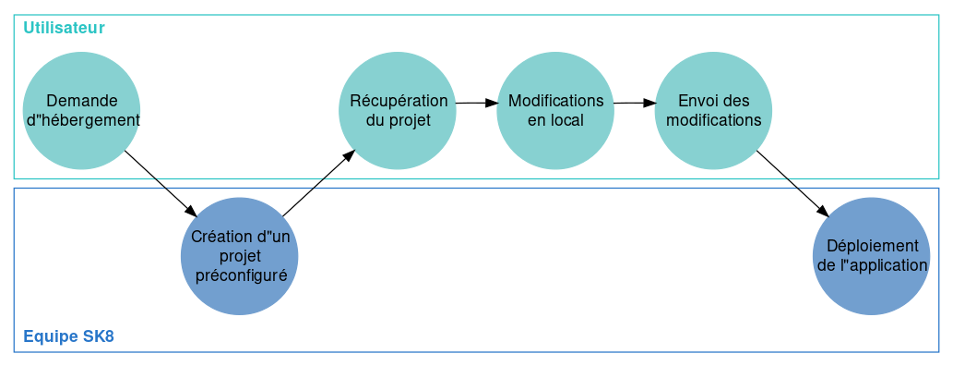 Utilisateur
Demande
d"hébergement
Récupération
du projet
Modifications
en local
Envoi des
modifications
Création d"un
projet
préconfiguré
Déploiement
de l"application
Equipe SK8